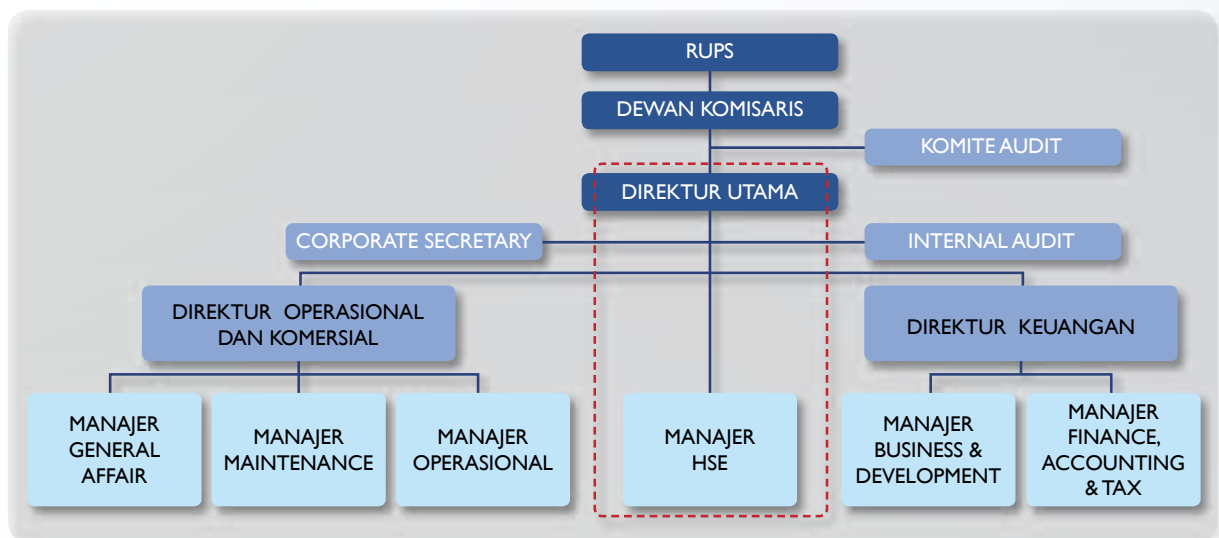 RUPS
DEWAN KOMISARIS
KOMITE AUDIT
DIREKTUR UTAMA
CORPORATE SECRETARY
INTERNAL AUDIT
DIREKTUR OPERASIONAL
DAN KOMERSIAL
DIREKTUR KEUANGAN
MANAJER
GENERAL
AFFAIR
MANAJER
MAINTENANCE
MANAJER
OPERASIONAL
MANAJER
HSE
MANAJER
BUSINESS &
DEVELOPMENT
MANAJER
FINANCE,
ACCOUNTING
& TAX